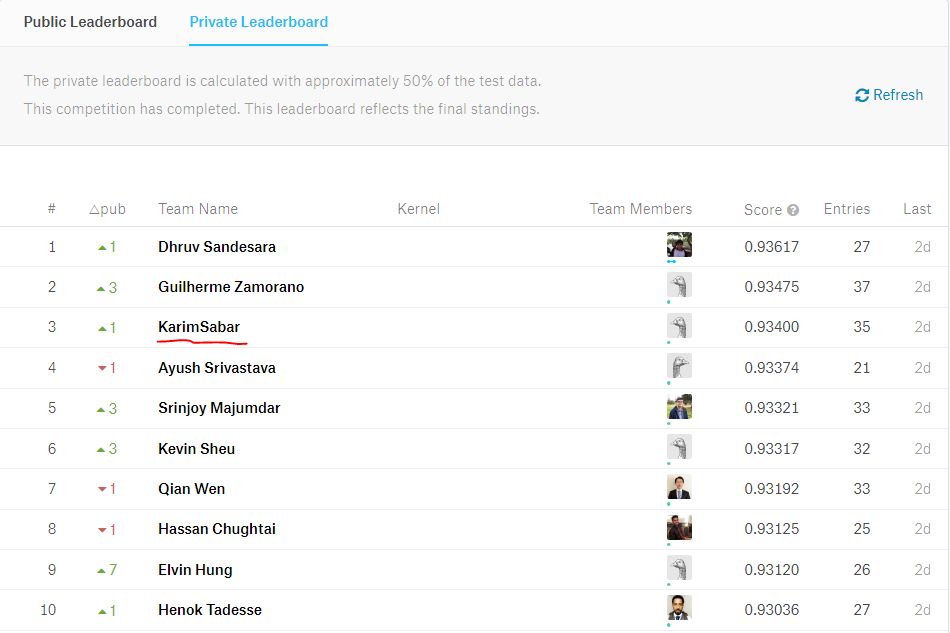 Public Leaderboard Private Leaderboard
The private leaderboard is calculated with approximately 50% of the test data.
This competition has completed. This leaderboard reflects the final standings.
Refresh
# △pub Team Name Kernel Team Members Score ? Entries Last
1 ▲1 Dhruv Sandesara 0.93617 27 2d
2 ▲3 Guilherme Zamorano 0.93475 37 2d
3 ▲1 KarimSabar 0.93400 35 2d
4 ▼1 Ayush Srivastava 0.93374 21 2d
5 ▲3 Srinjoy Majumdar 0.93321 33 2d
6 ▲3 Kevin Sheu 0.93317 32 2d
7 ▼1 Qian Wen 0.93192 33 2d
8 ▼1 Hassan Chughtai 0.93125 25 2d
9 ▲7 Elvin Hung 0.93120 26 2d
10 ▲1 Henok Tadesse 0.93036 27 2d